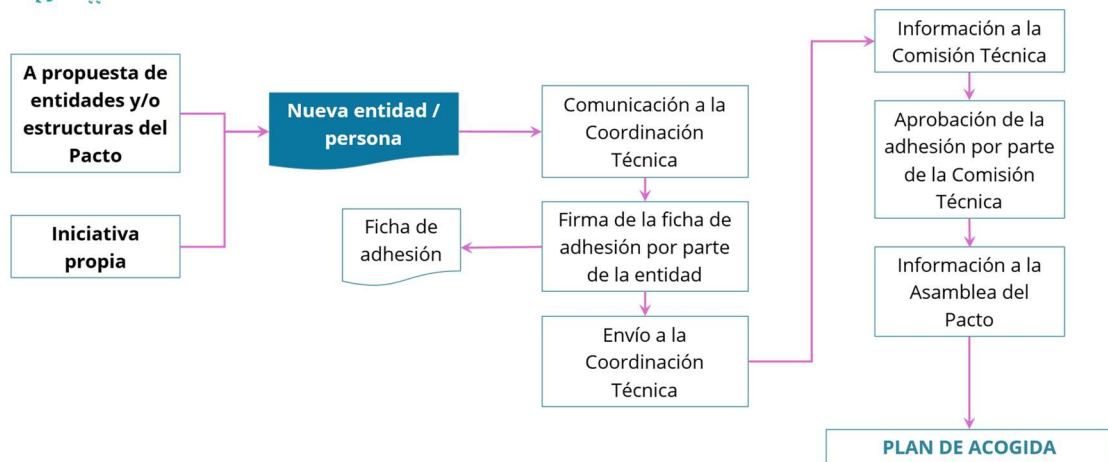 A propuesta de
entidades y/o
estructuras del
Pacto
Iniciativa
propia
Nueva entidad /
persona
Ficha de
adhesión
Comunicación a la
Coordinación
Técnica
Firma de la ficha de
adhesión por parte
de la entidad
Envío a la
Coordinación
Técnica
Información a la
Comisión Técnica
Aprobación de la
adhesión por parte
de la Comisión
Técnica
Información a la
Asamblea del
Pacto
PLAN DE ACOGIDA